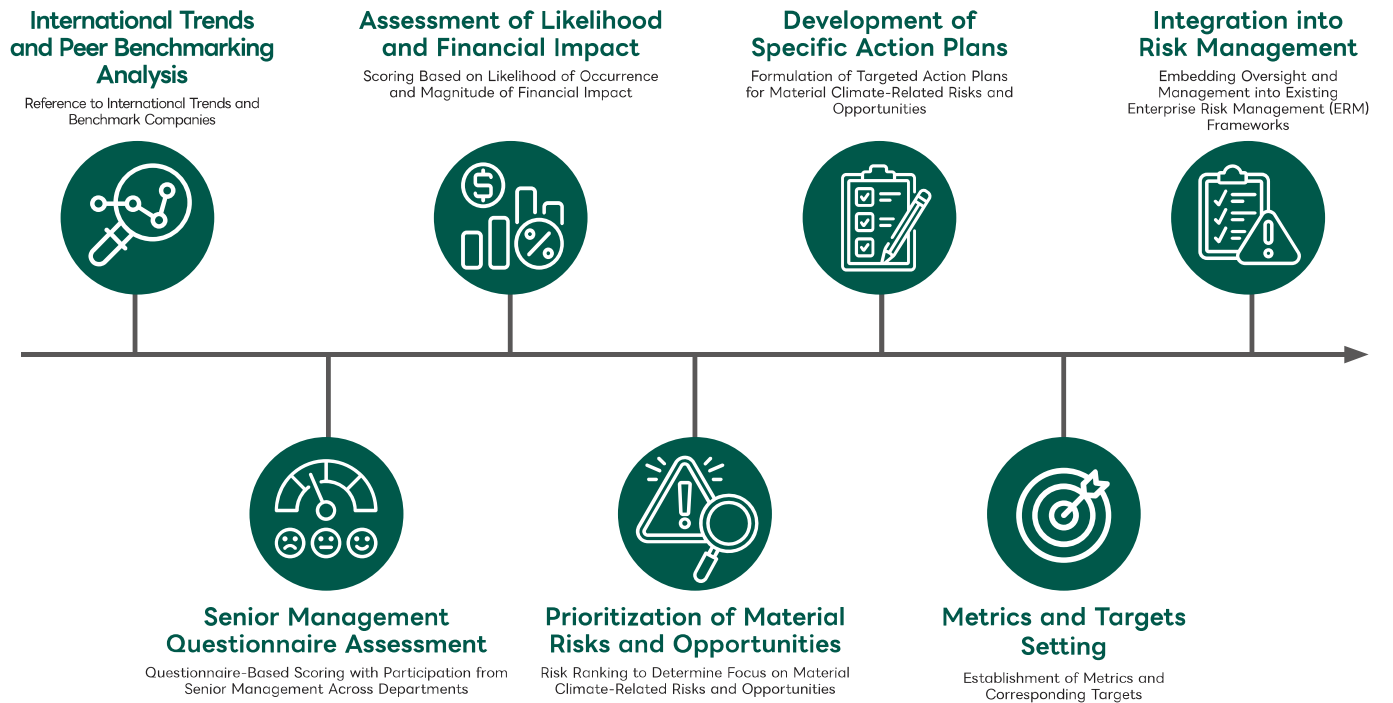 International Trends
and Peer Benchmarking
Analysis
Reference to International Trends and
Benchmark Companies
Assessment of Likelihood
and Financial Impact
Scoring Based on Likelihood of Occurrence
and Magnitude of Financial Impact
Development of
Specific Action Plans
Formulation of Targeted Action Plans
for Material Climate-Related Risks and
Opportunities
Integration into
Risk Management
Embedding Oversight and
Management into Existing
Enterprise Risk Management (ERM)
Frameworks
Senior Management
Questionnaire Assessment
Questionnaire-Based Scoring with Participation from
Senior Management Across Departments
Prioritization of Material
Risks and Opportunities
Risk Ranking to Determine Focus on Material
Climate-Related Risks and Opportunities
Metrics and Targets
Setting
Establishment of Metrics and
Corresponding Targets